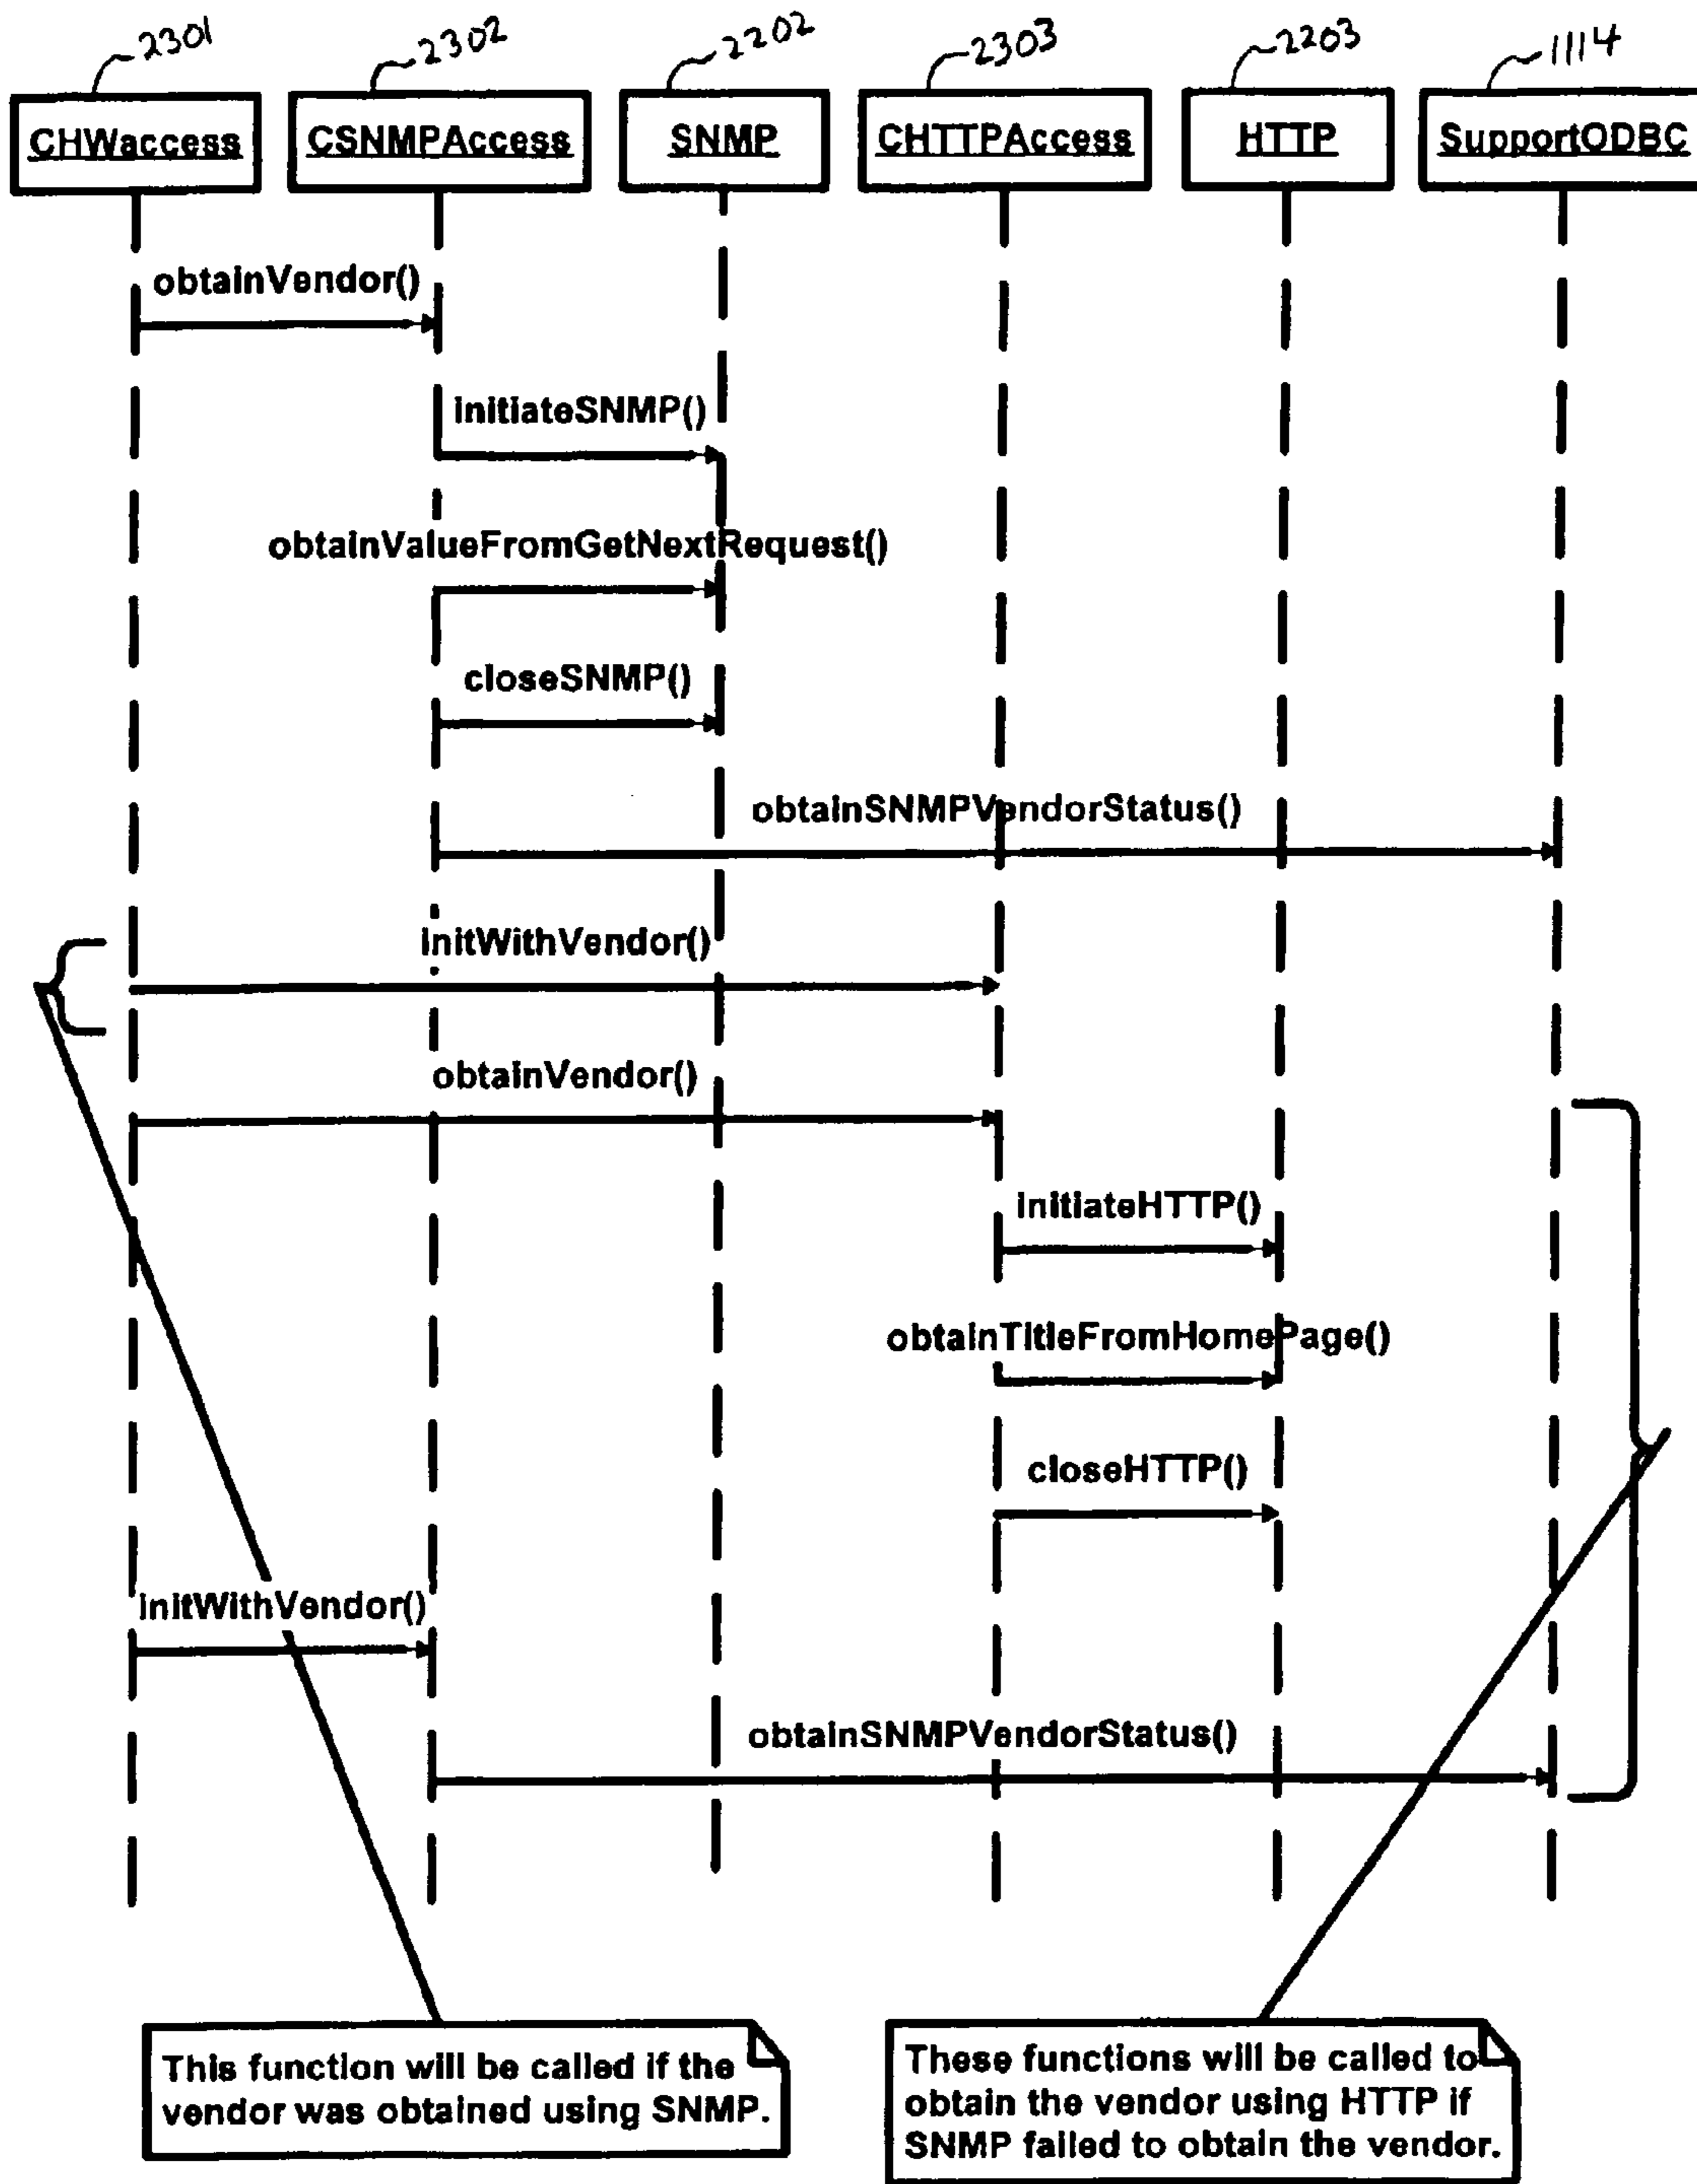 2301
2302
2202
2303
2203
1114
CHWaccess
CSNMPAccess
SNMP
CHTTPAccess
HTTP
SupportODBC
obtainVendor()
initiateSNMP()
obtainValueFromGetNextRequest()
closeSNMP()
obtainSNMPVendorStatus()
initWithVendor()
obtainVendor()
initiateHTTP()
obtainTitleFromHomePage()
closeHTTP()
initWithVendor()
obtainSNMPVendorStatus()
This function will be called if the
vendor was obtained using SNMP.
These functions will be called to
obtain the vendor using HTTP if
SNMP failed to obtain the vendor.